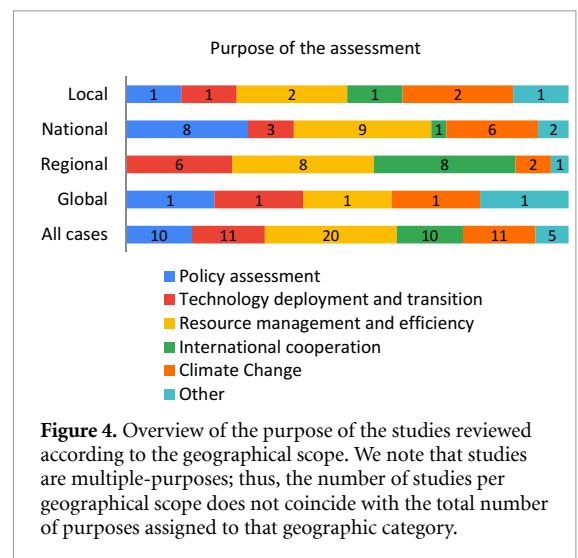 Purpose of the assessment
Local 1 1 2 1 2 1
National 8 3 9 1 6 2
Regional 6 8 8 2 1
Global 1 1 1 1 1
All cases 10 11 20 10 11 5
Policy assessment
Technology deployment and transition
Resource management and efficiency
International cooperation
Climate Change
Other
Figure 4. Overview of the purpose of the studies reviewed
according to the geographical scope. We note that studies
are multiple-purposes; thus, the number of studies per
geographical scope does not coincide with the total number
of purposes assigned to that geographic category.